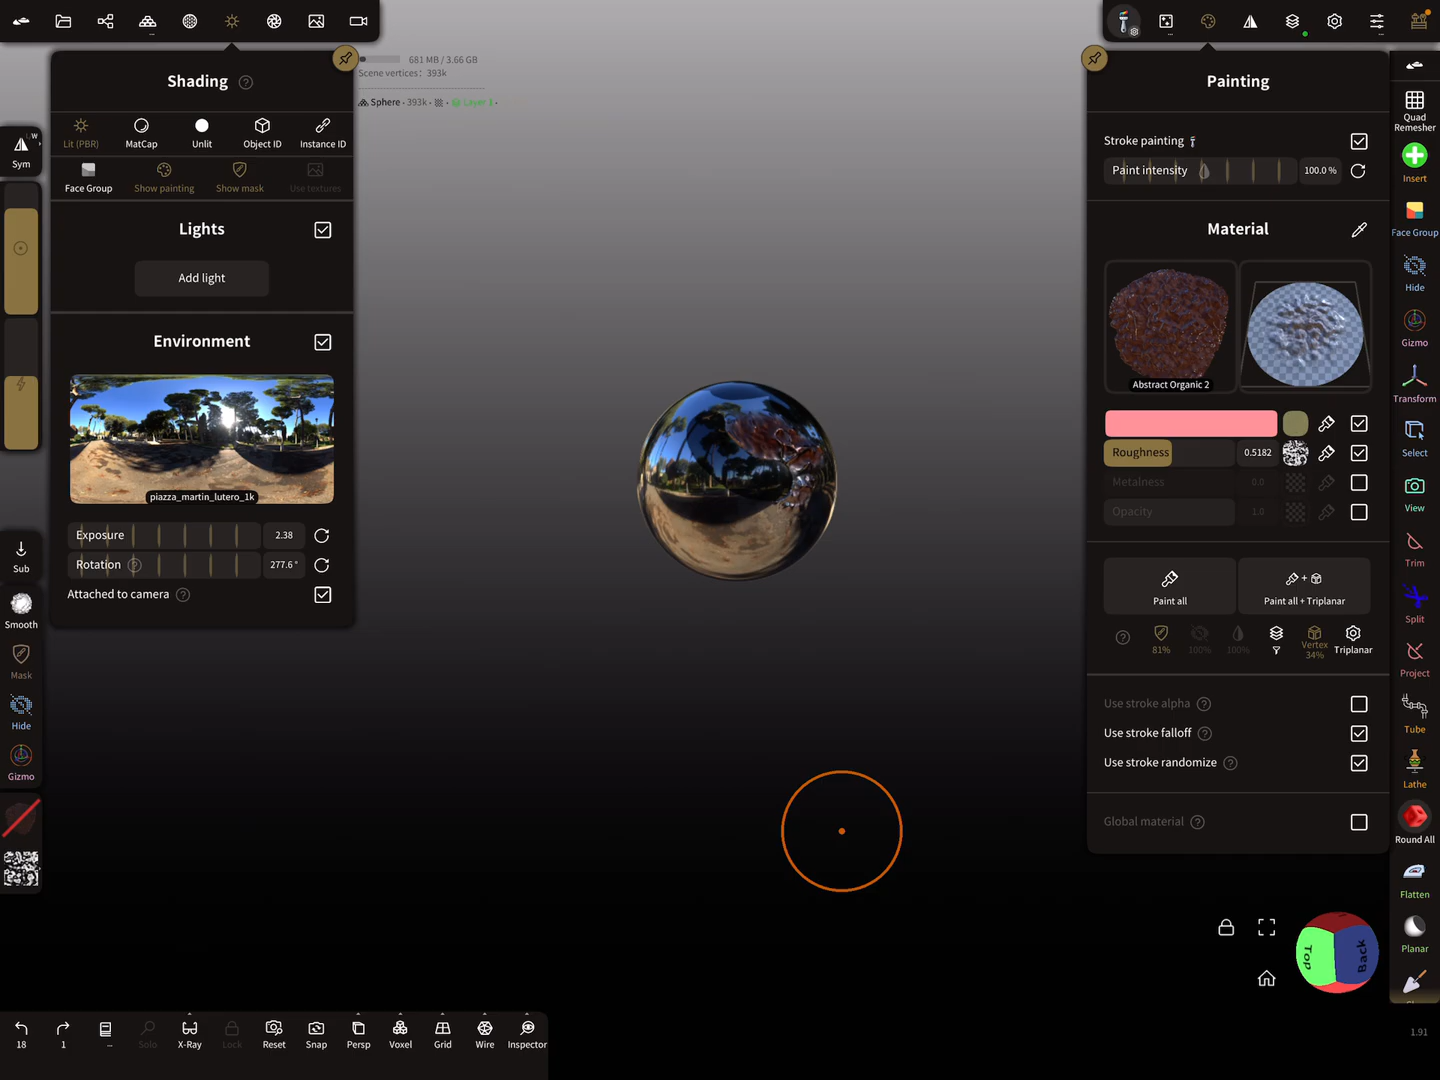 681 MB / 3.66 GB
Scene vertices: 393k
Sphere · 393k · Layer 1 ·
Shading
Lit (PBR)
MatCap
Unlit
Object ID
Instance ID
Face Group
Show painting
Show mask
Use textures
Lights
Add light
Environment
piazza_martin_lutero_1k
Exposure
2.38
Rotation
277.6°
Attached to camera
W
Sym
Sub
Smooth
Mask
Hide
Gizmo
Painting
Stroke painting
Paint intensity
100.0 %
Material
Abstract Organic 2
Roughness
0.5182
Metalness
0.0
Opacity
1.0
Paint all
Paint all + Triplanar
81%
100%
100%
Vertex
34%
Triplanar
Use stroke alpha
Use stroke falloff
Use stroke randomize
Global material
Quad
Remesher
Insert
Face Group
Hide
Gizmo
Transform
Select
View
Trim
Split
Project
Tube
Lathe
Round All
Flatten
Planar
Top
Back
18
1
...
Solo
X-Ray
Lock
Reset
Snap
Persp
Voxel
Grid
Wire
Inspector
1.91